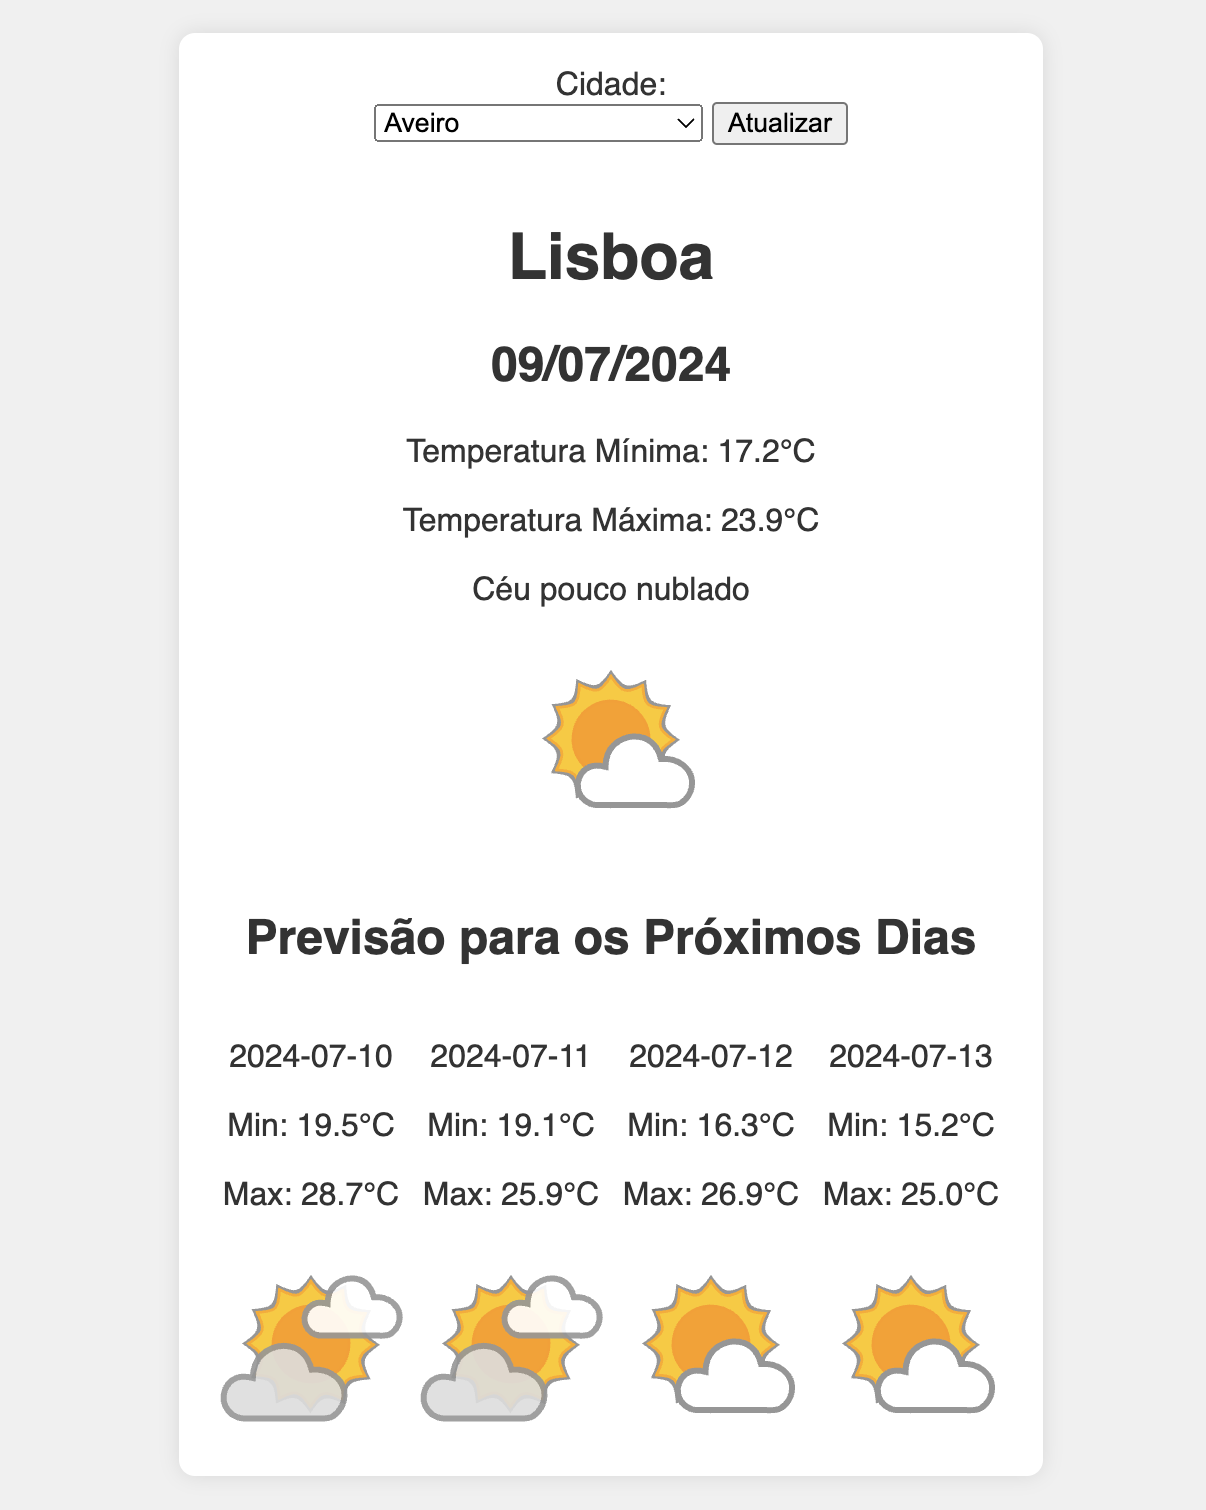 Cidade:
Aveiro Atualizar
Lisboa
09/07/2024
Temperatura Mínima: 17.2°C
Temperatura Máxima: 23.9°C
Céu pouco nublado
Previsão para os Próximos Dias
2024-07-10 2024-07-11 2024-07-12 2024-07-13
Min: 19.5°C Min: 19.1°C Min: 16.3°C Min: 15.2°C
Max: 28.7°C Max: 25.9°C Max: 26.9°C Max: 25.0°C